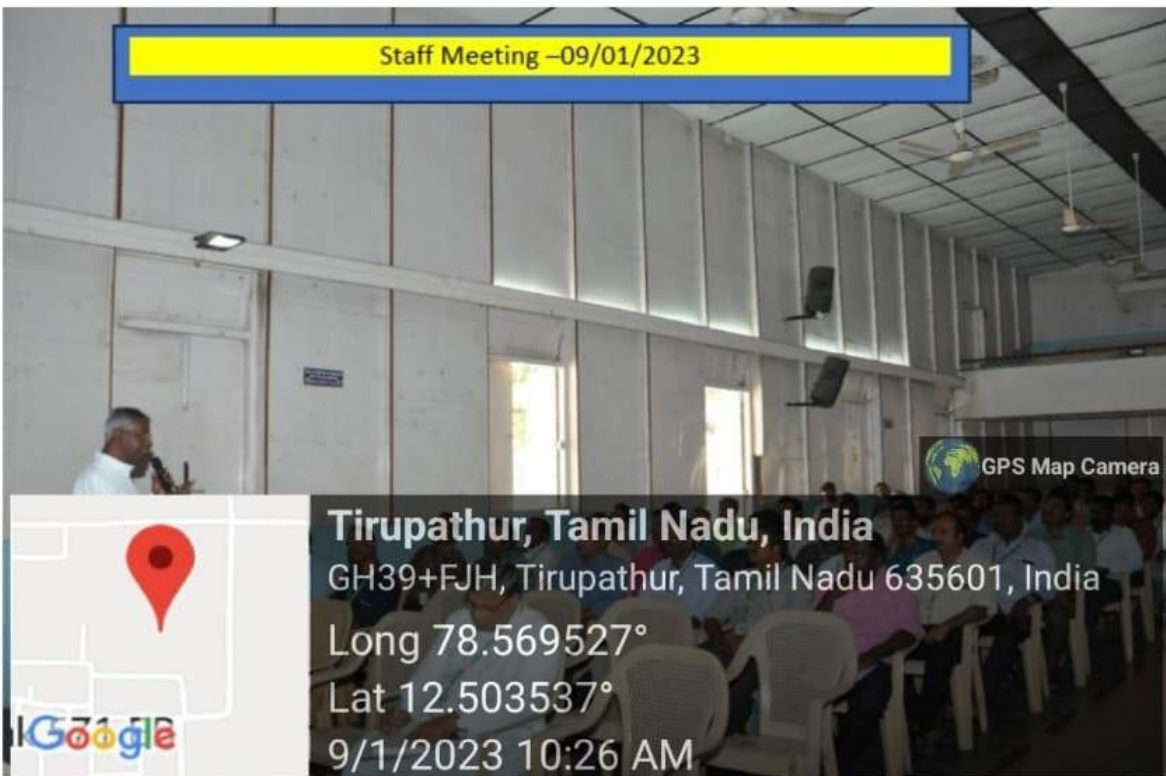 Staff Meeting –09/01/2023
GPS Map Camera
Tirupathur, Tamil Nadu, India
GH39+FJH, Tirupathur, Tamil Nadu 635601, India
Long 78.569527°
Lat 12.503537°
9/1/2023 10:26 AM
Google